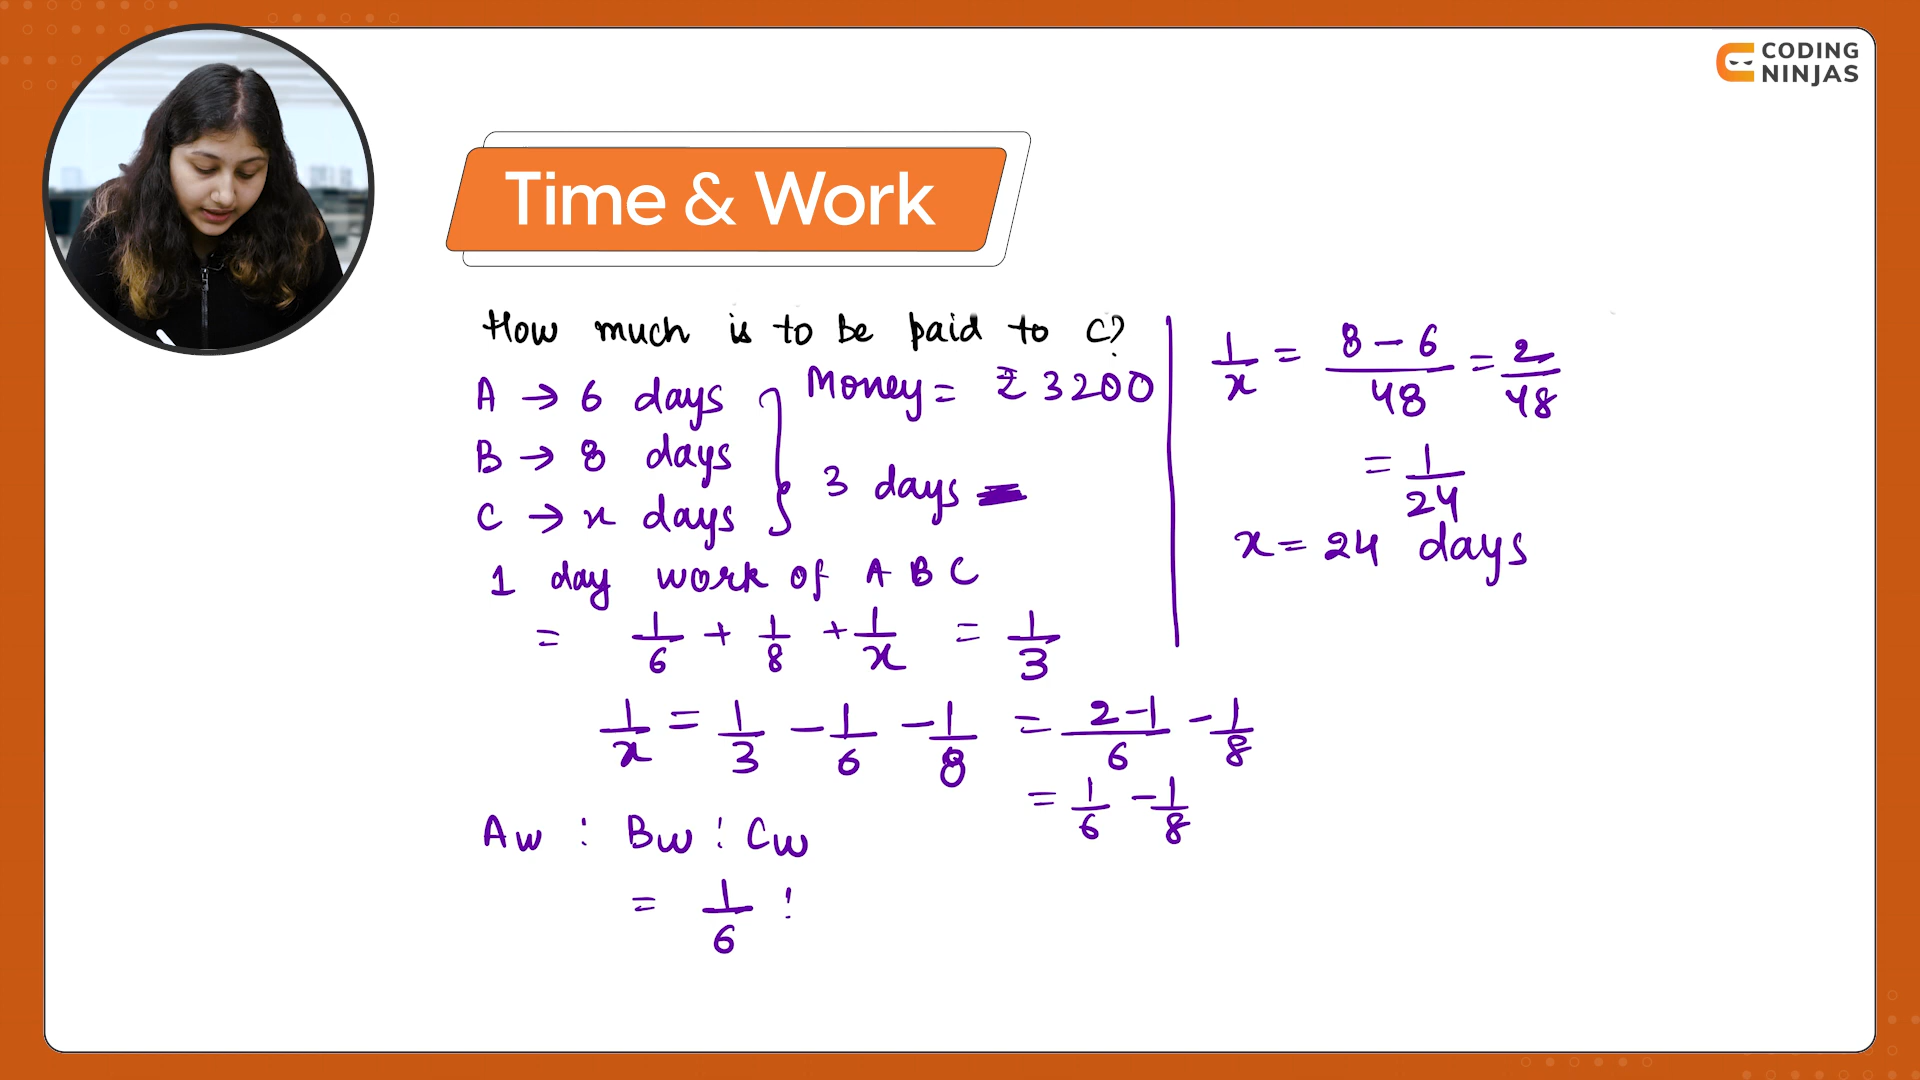 CODING
NINJAS
Time & Work
How much is to be paid to C?
A → 6 days
Money = ₹ 3200
B → 8 days
3 days
C → x days
1 day work of A B C
= 1/6 + 1/8 + 1/x = 1/3
1/x = 1/3 - 1/6 - 1/8 = 2-1/6 - 1/8
= 1/6 - 1/8
Aw : Bw : Cw
= 1/6 :
1/x = 8-6/48 = 2/48
= 1/24
x = 24 days